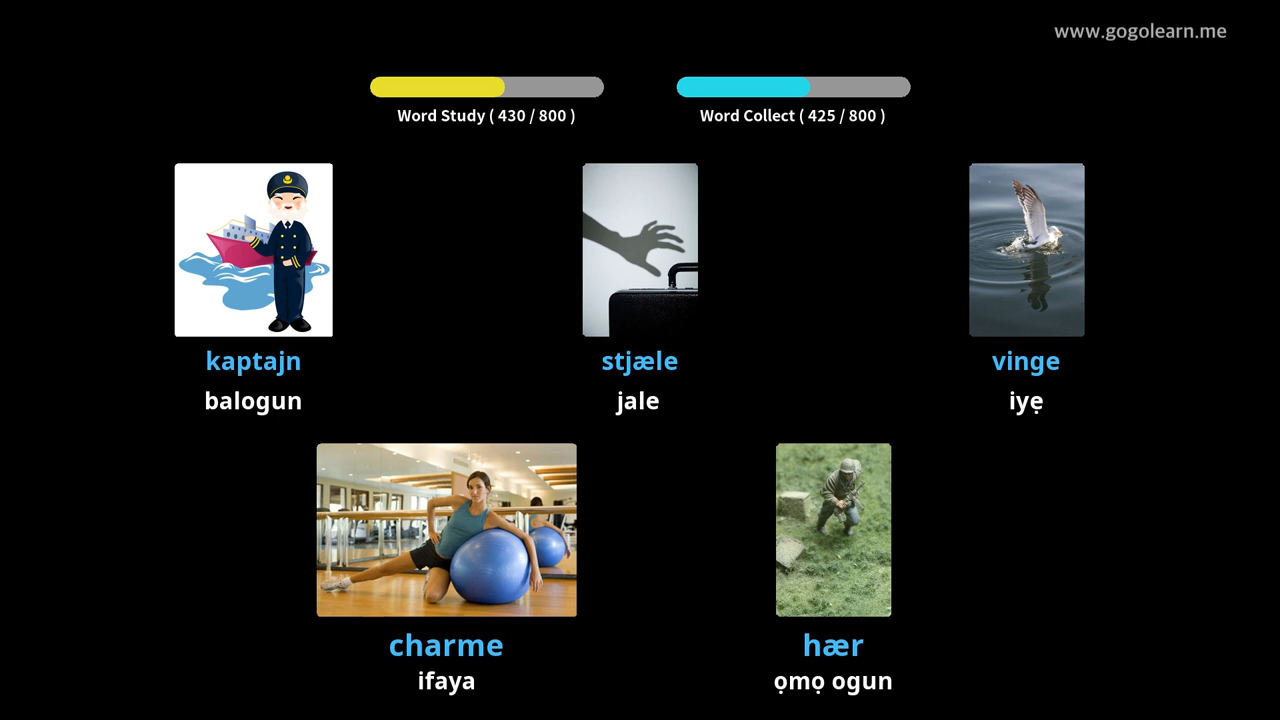 www.gogolearn.me
Word Study ( 430 / 800 )
Word Collect ( 425 / 800 )
kaptajn
balogun
stjæle
jale
vinge
iyẹ
charme
ifaya
hær
ọmọ ogun